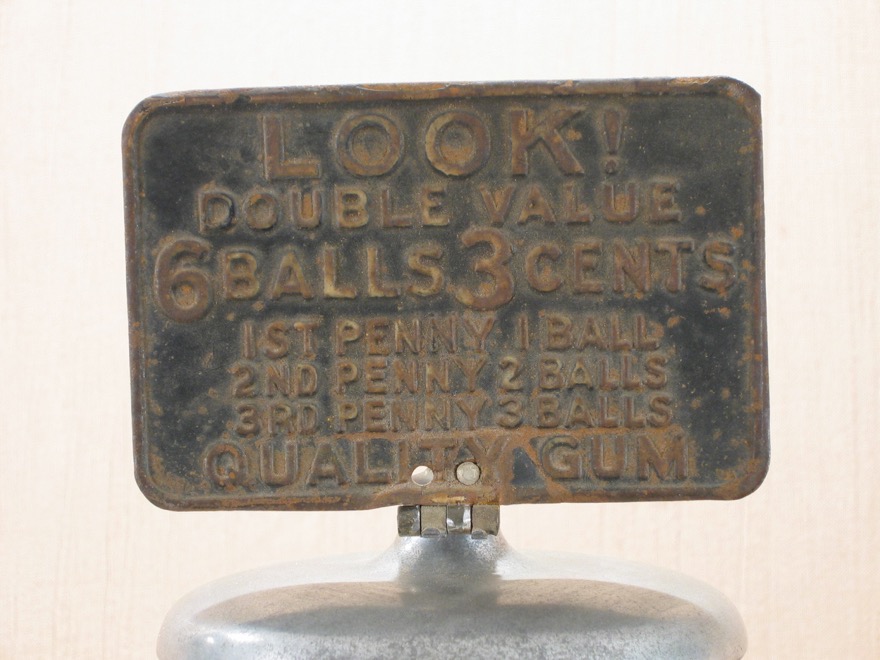 LOOK!
DOUBLE VALUE
6 BALLS 3 CENTS
1ST PENNY 1 BALL
2ND PENNY 2 BALLS
3RD PENNY 3 BALLS
QUALITY GUM